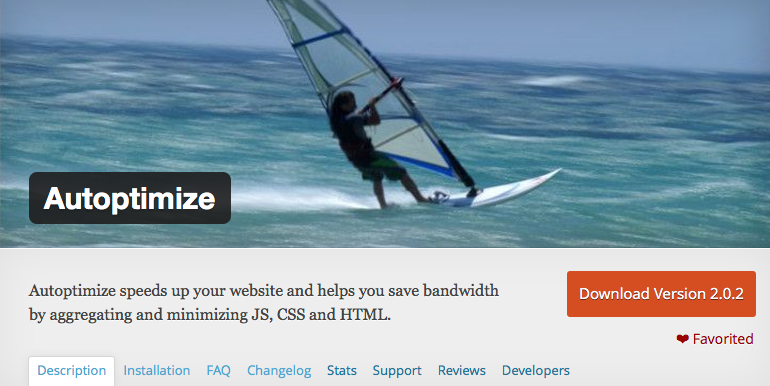 Autoptimize
Autoptimize speeds up your website and helps you save bandwidth
by aggregating and minimizing JS, CSS and HTML.
Download Version 2.0.2
❤ Favorited
Description Installation FAQ Changelog Stats Support Reviews Developers